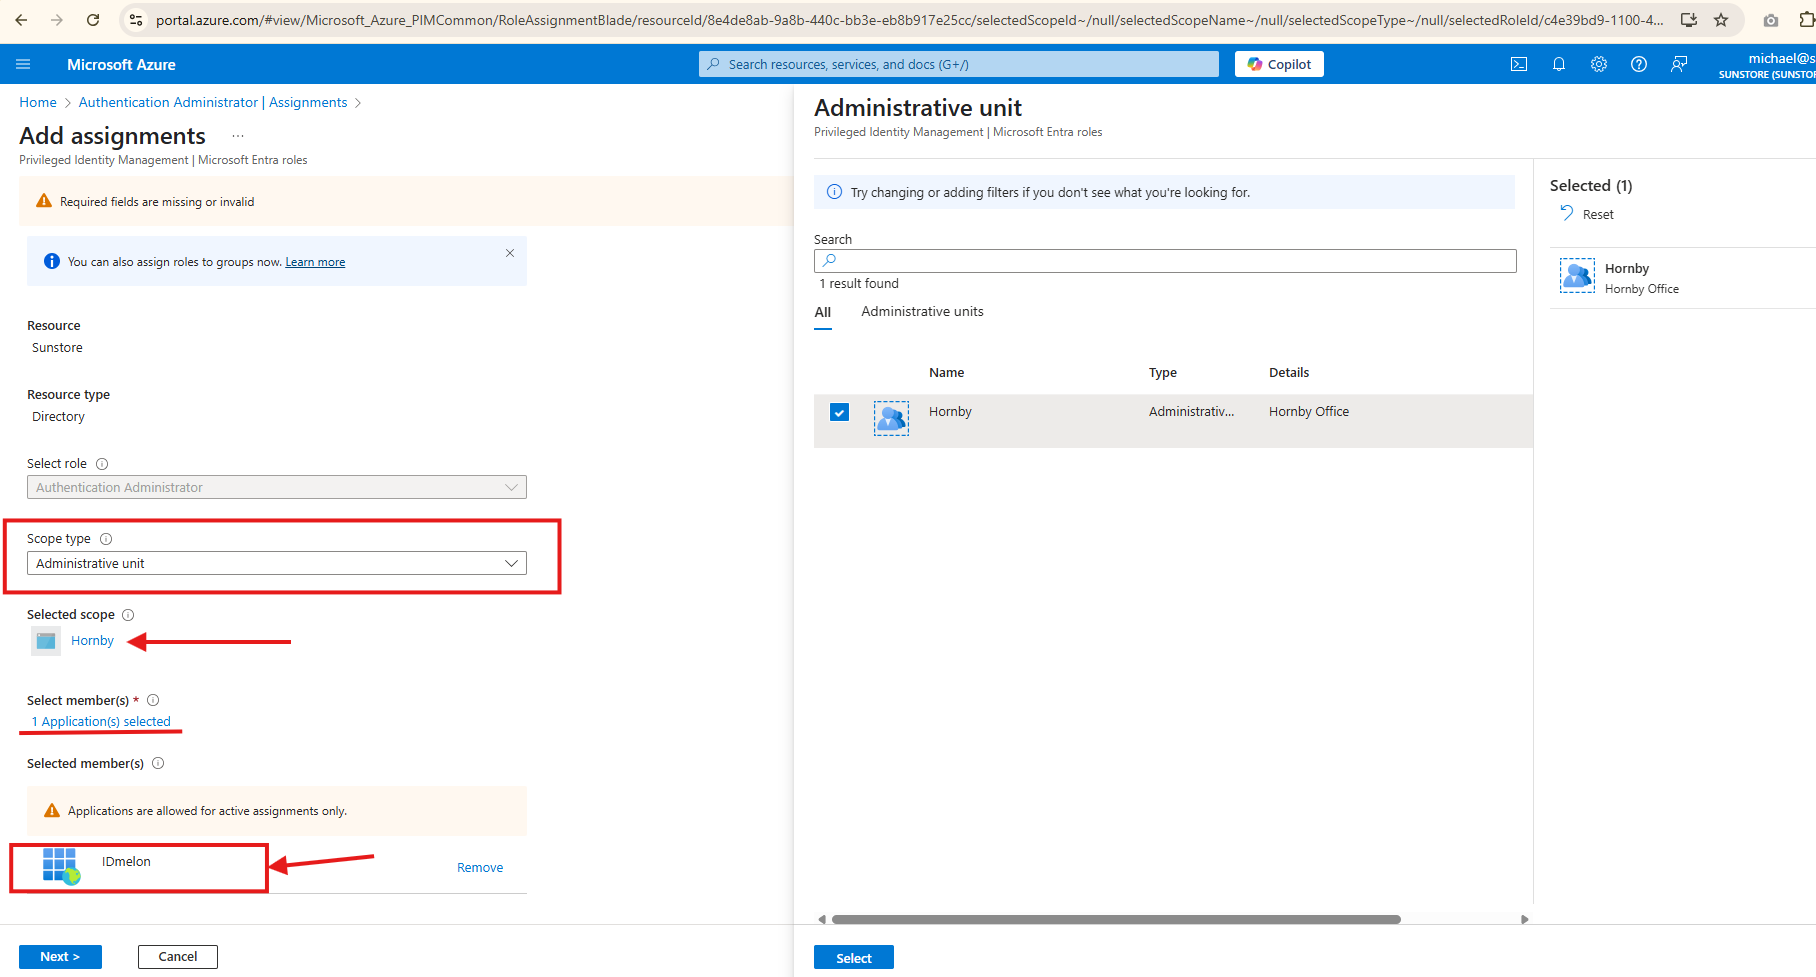 portal.azure.com/#view/Microsoft_Azure_PIMCommon/RoleAssignmentBlade/resourceId/8e4de8ab-9a8b-440c-bb3e-eb8b917e25cc/selectedScopeId~/null/selectedScopeName~/null/selectedScopeType~/null/selectedRoleId/c4e39bd9-1100-4...
Microsoft Azure
Search resources, services, and docs (G+/)
Copilot
michael@s
SUNSTORE (SUNSTOR
Home > Authentication Administrator | Assignments >
Add assignments ...
Privileged Identity Management | Microsoft Entra roles
Required fields are missing or invalid
You can also assign roles to groups now. Learn more
Resource
Sunstore
Resource type
Directory
Select role
Authentication Administrator
Scope type
Administrative unit
Selected scope
Hornby
Select member(s) *
1 Application(s) selected
Selected member(s)
Applications are allowed for active assignments only.
IDmelon
Remove
Next >
Cancel
Administrative unit
Privileged Identity Management | Microsoft Entra roles
Try changing or adding filters if you don't see what you're looking for.
Search
1 result found
All
Administrative units
Name Type Details
Hornby Administrativ... Hornby Office
Select
Selected (1)
Reset
Hornby
Hornby Office